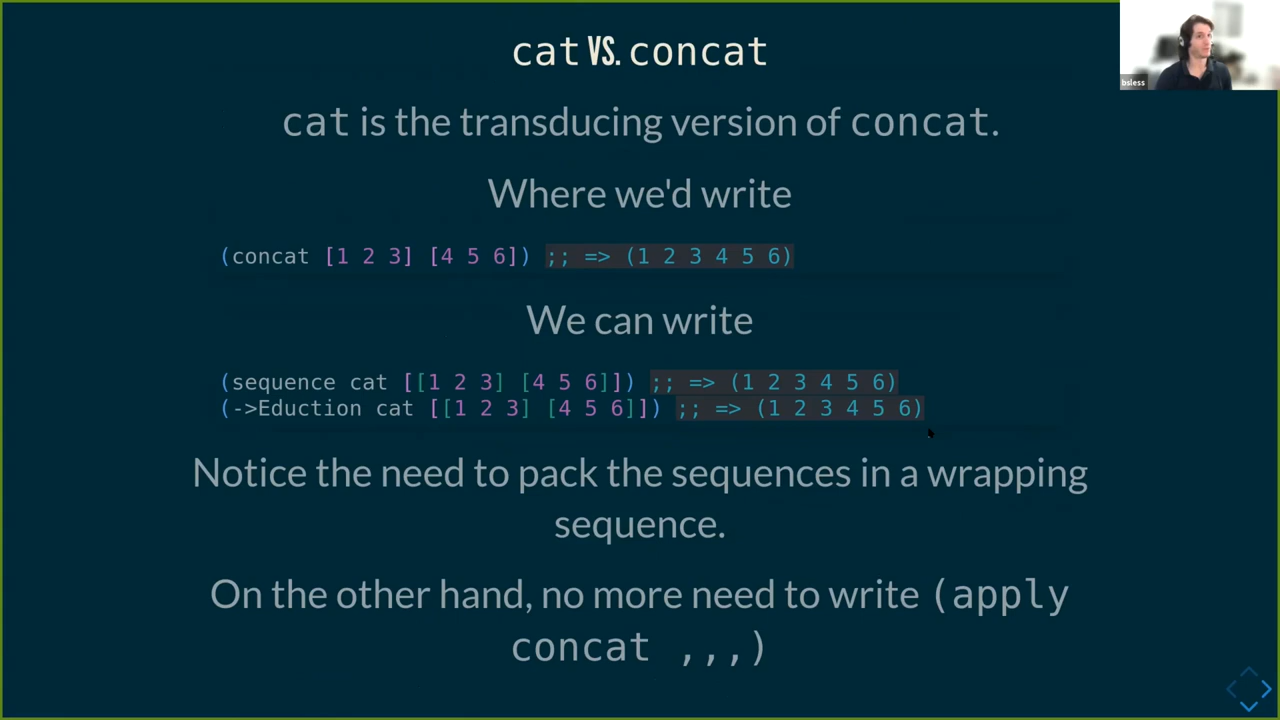 cat VS. concat
bsless
cat is the transducing version of concat.
Where we'd write
(concat [1 2 3] [4 5 6]) ;; => (1 2 3 4 5 6)
We can write
(sequence cat [[1 2 3] [4 5 6]]) ;; => (1 2 3 4 5 6)
(->Eduction cat [[1 2 3] [4 5 6]]) ;; => (1 2 3 4 5 6)
Notice the need to pack the sequences in a wrapping
sequence.
On the other hand, no more need to write (apply
concat ,,,)